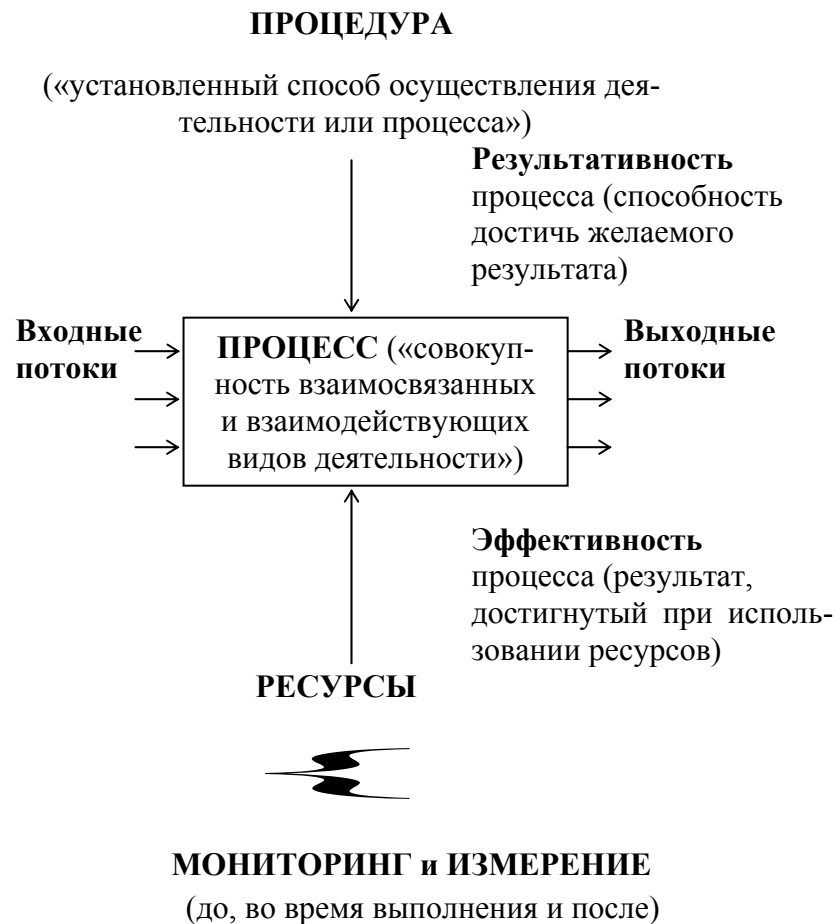 ПРОЦЕДУРА
(«установленный способ осуществления дея-
тельности или процесса»)
Результативность
процесса (способность
достичь желаемого
результата)
Входные
потоки
ПРОЦЕСС («совокуп-
ность взаимосвязанных
и взаимодействующих
видов деятельности»)
Выходные
потоки
Эффективность
процесса (результат,
достигнутый при исполь-
зовании ресурсов)
РЕСУРСЫ
МОНИТОРИНГ и ИЗМЕРЕНИЕ
(до, во время выполнения и после)